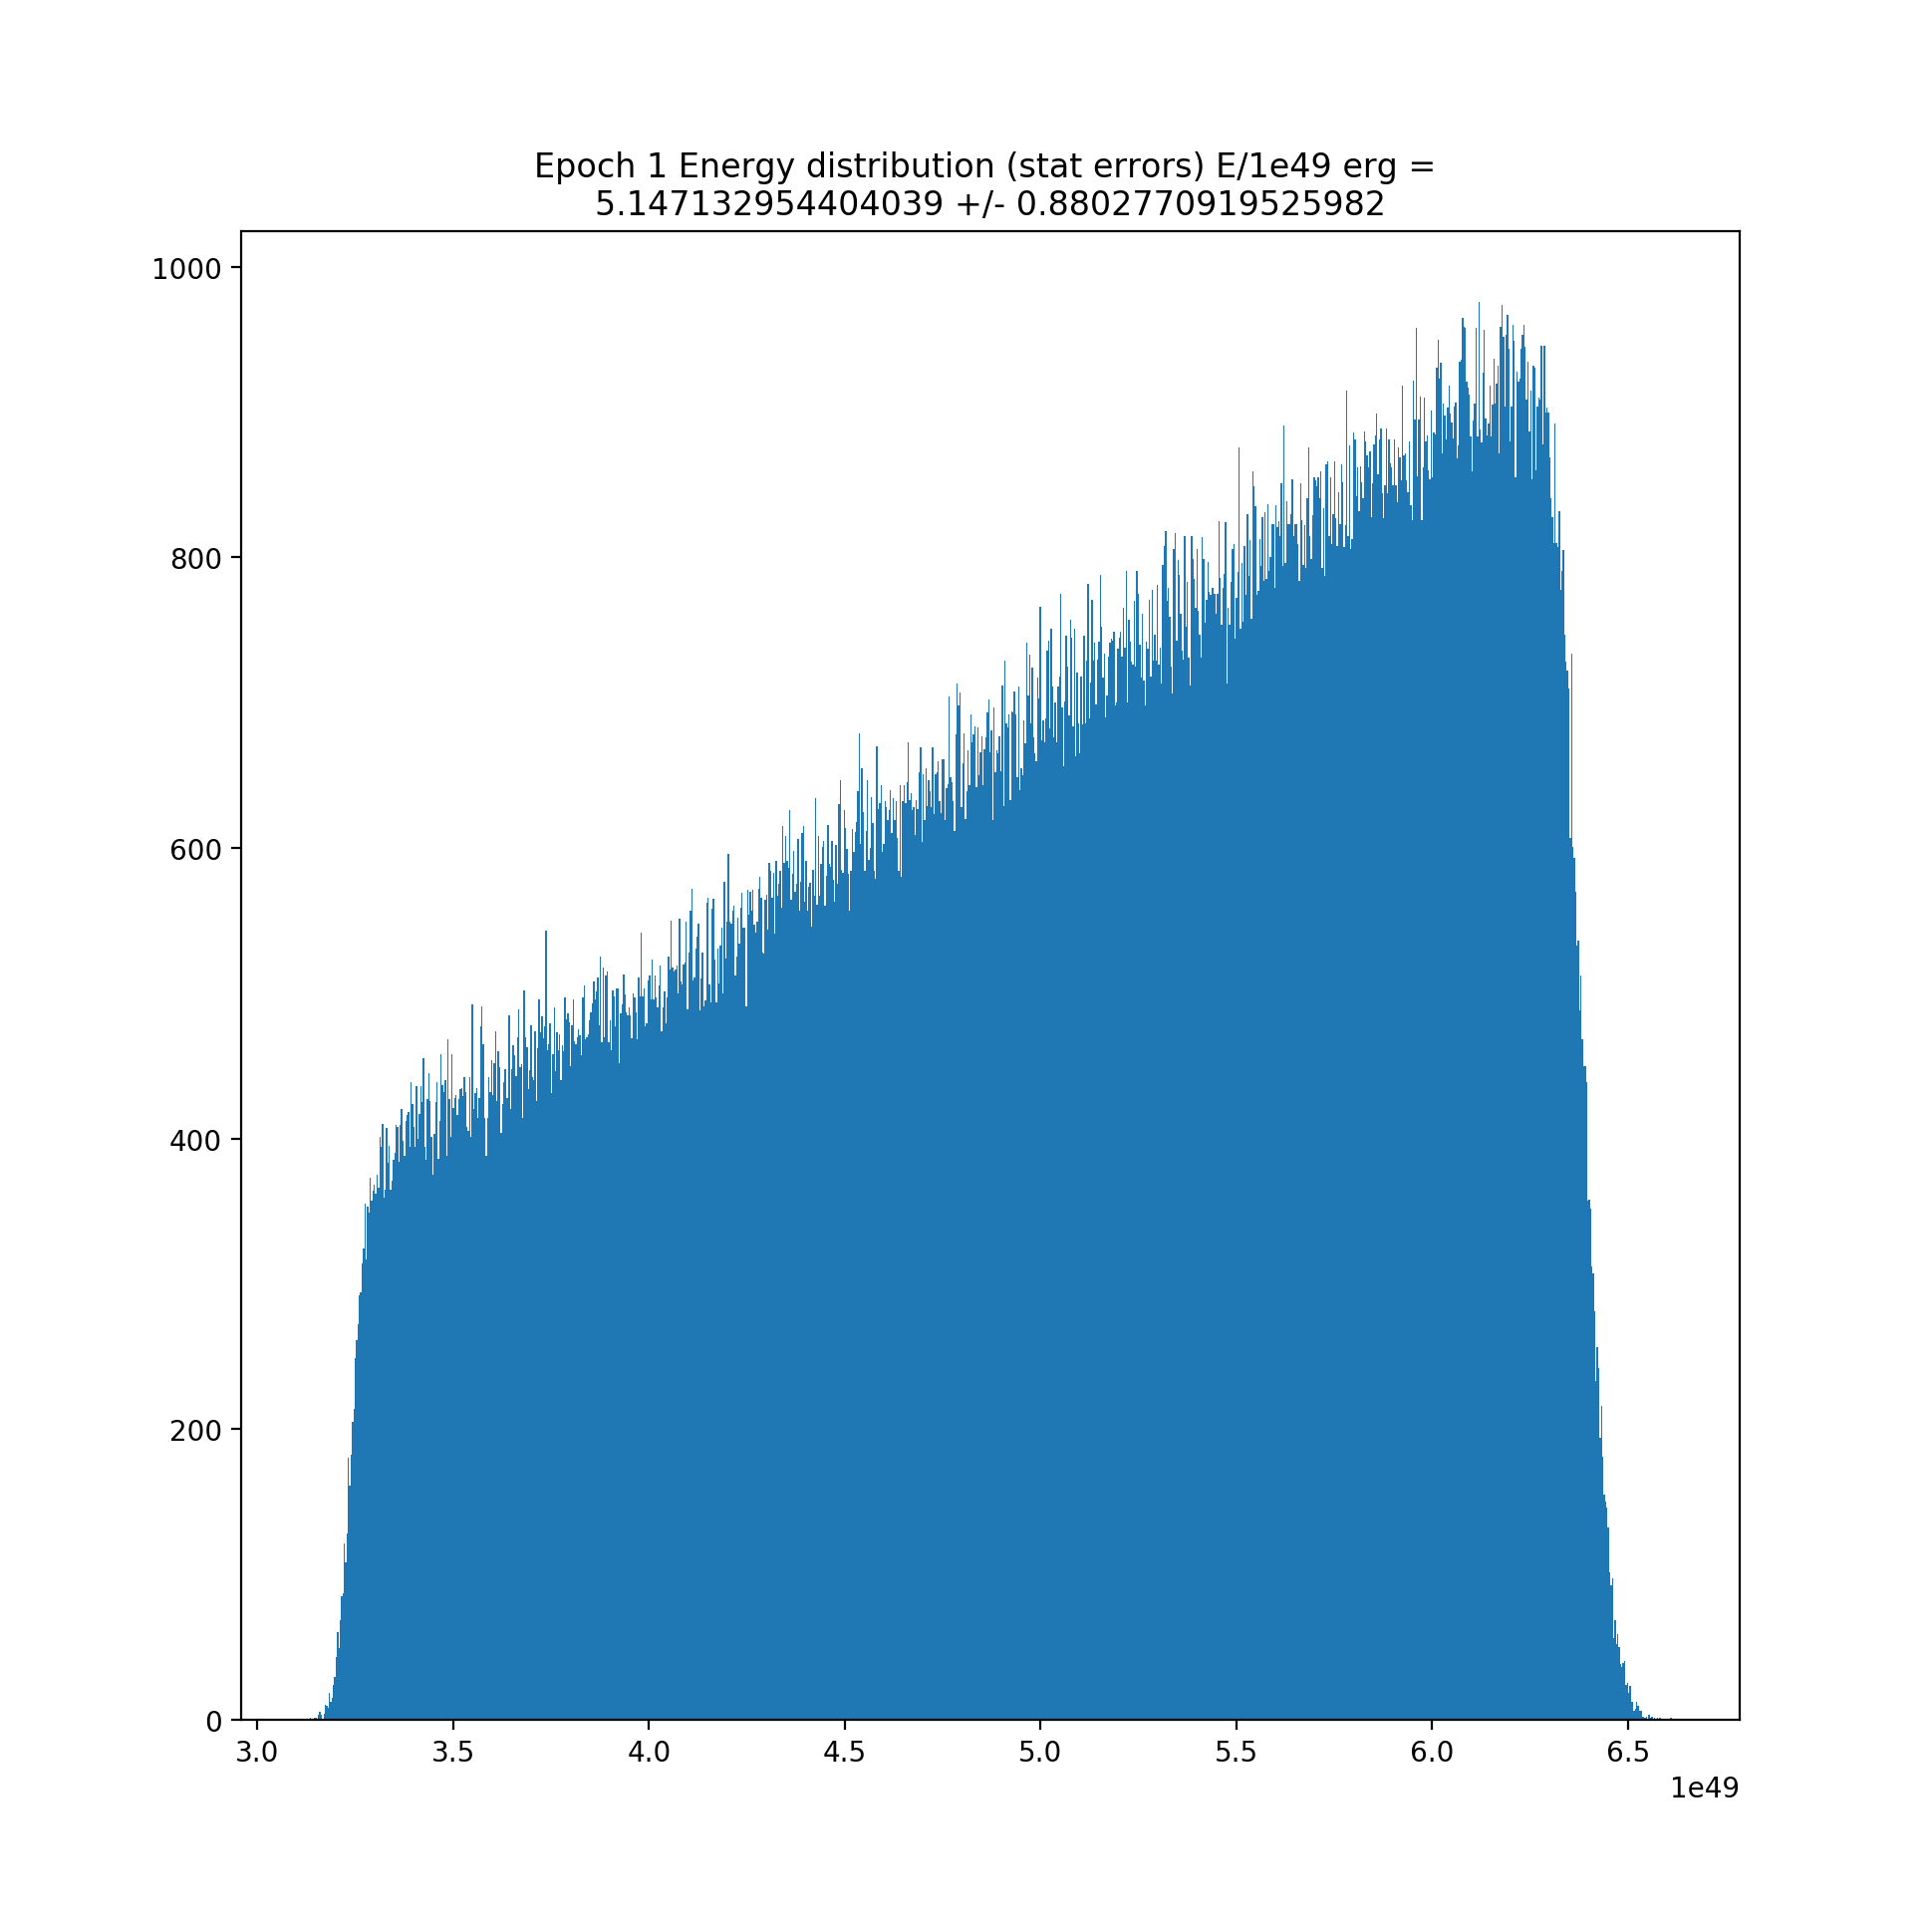 Epoch 1 Energy distribution (stat errors) E/1e49 erg =
5.147132954404039 +/- 0.8802770919525982
1000
800
600
400
200
0
3.0 3.5 4.0 4.5 5.0 5.5 6.0 6.5
1e49